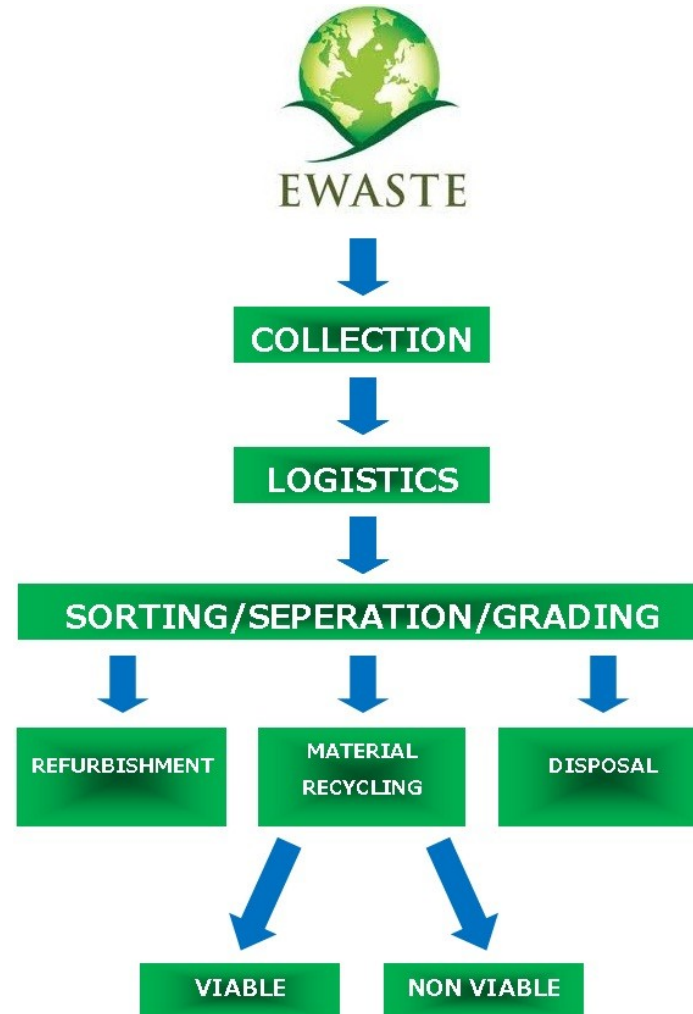 EWASTE
COLLECTION
LOGISTICS
SORTING/SEPERATION/GRADING
REFURBISHMENT
MATERIAL
RECYCLING
DISPOSAL
VIABLE
NON VIABLE